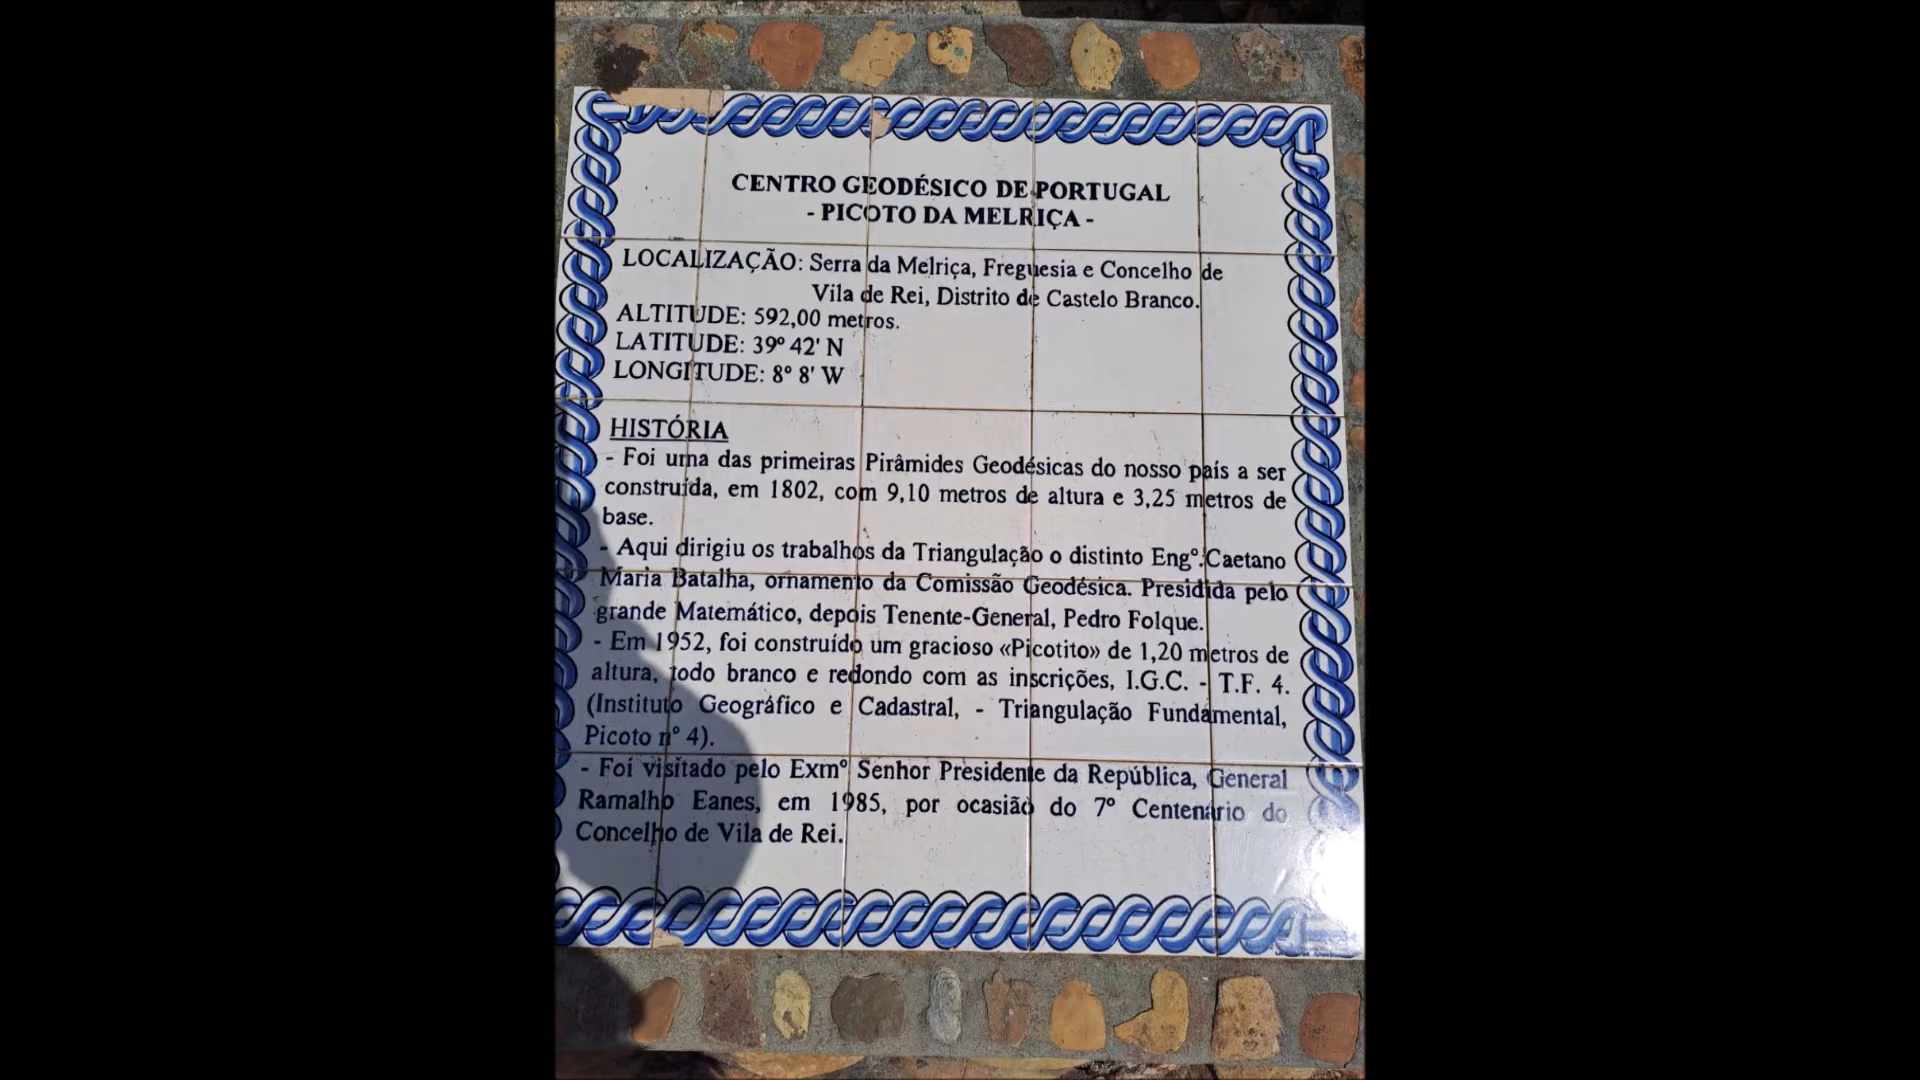 CENTRO GEODÉSICO DE PORTUGAL
- PICOTO DA MELRIÇA -
LOCALIZAÇÃO: Serra da Melriça, Freguesia e Concelho de
Vila de Rei, Distrito de Castelo Branco.
ALTITUDE: 592,00 metros.
LATITUDE: 39º 42' N
LONGITUDE: 8º 8' W
HISTÓRIA
- Foi uma das primeiras Pirâmides Geodésicas do nosso país a ser
construída, em 1802, com 9,10 metros de altura e 3,25 metros de
base.
- Aqui dirigiu os trabalhos da Triangulação o distinto Engº.Caetano
Maria Batalha, ornamento da Comissão Geodésica. Presidida pelo
grande Matemático, depois Tenente-General, Pedro Folque.
- Em 1952, foi construído um gracioso «Picotito» de 1,20 metros de
altura, todo branco e redondo com as inscrições, I.G.C. - T.F. 4.
(Instituto Geográfico e Cadastral, - Triangulação Fundamental,
Picoto nº 4).
- Foi visitado pelo Exmº Senhor Presidente da República, General
Ramalho Eanes, em 1985, por ocasião do 7º Centenário do
Concelho de Vila de Rei.